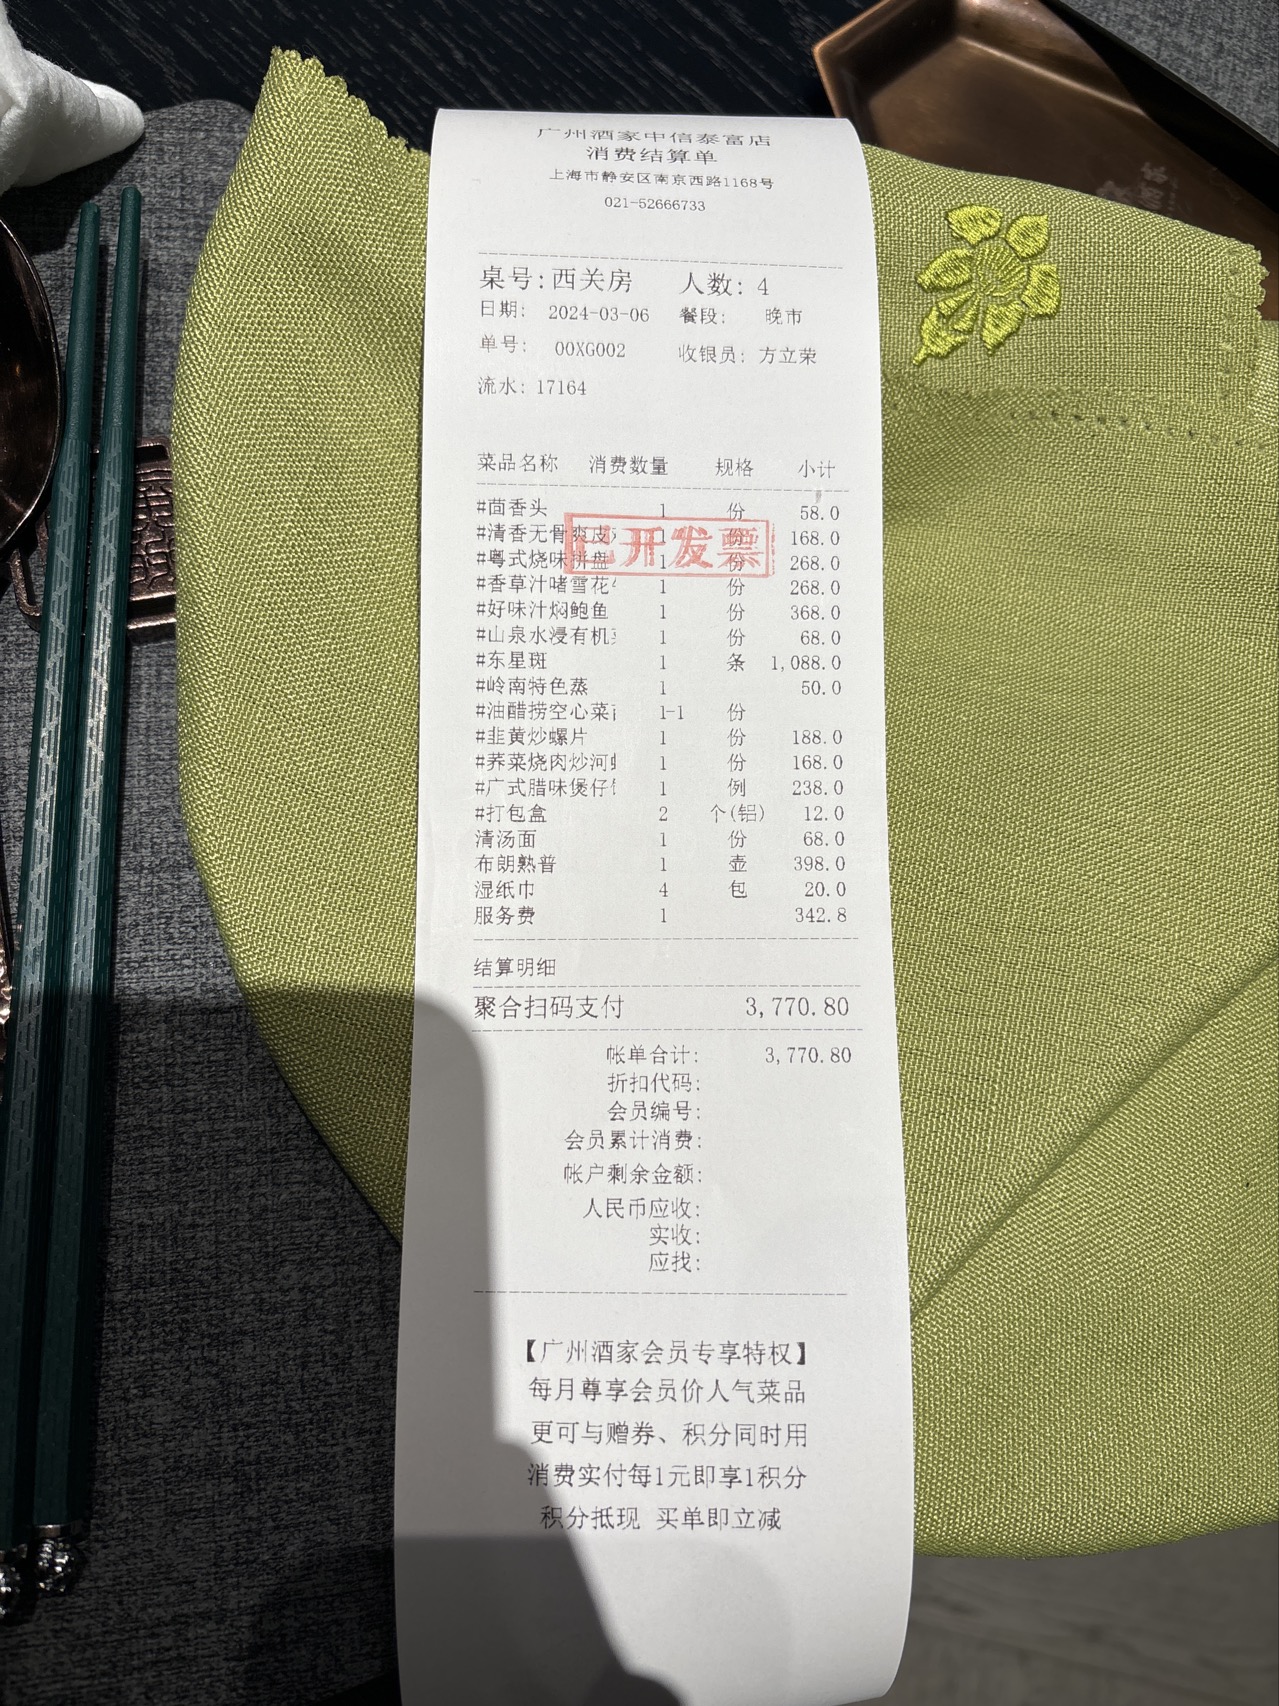 广州酒家中信泰富店
消费结算单
上海市静安区南京西路1168号
021-52666733
桌号:西关房 人数: 4
日期: 2024-03-06 餐段: 晚市
单号: 00XG002 收银员: 方立荣
流水: 17164
菜品名称 消费数量 规格 小计
#茴香头 1 份 58.0
#清香无骨爽皮 1 份 168.0
已开发票
#粤式烧味拼盘 1 份 268.0
#香草汁啫雪花 1 份 268.0
#好味汁焖鲍鱼 1 份 368.0
#山泉水浸有机 1 份 68.0
#东星斑 1 条 1,088.0
#岭南特色蒸 1 50.0
#油醋捞空心菜 1-1 份
#韭黄炒螺片 1 份 188.0
#荞菜烧肉炒河 1 份 168.0
#广式腊味煲仔 1 例 238.0
#打包盒 2 个(铝) 12.0
清汤面 1 份 68.0
布朗熟普 1 壶 398.0
湿纸巾 4 包 20.0
服务费 1 342.8
结算明细
聚合扫码支付 3,770.80
帐单合计: 3,770.80
折扣代码:
会员编号:
会员累计消费:
帐户剩余金额:
人民币应收:
实收:
应找:
【广州酒家会员专享特权】
每月尊享会员价人气菜品
更可与赠券、积分同时用
消费实付每1元即享1积分
积分抵现 买单即立减